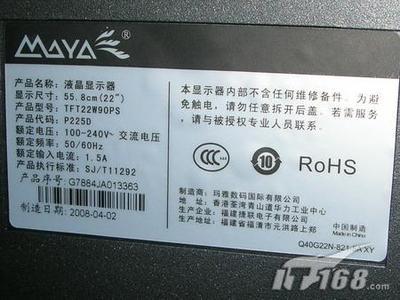 MAYA
产品名称：液晶显示器
显示尺寸：55.8cm(22")
产品型号：TFT22W90PS
产品代码：P225D
额定电压：100-240V~ 交流电压
额定频率：50/60Hz
额定输入电流：1.5A
产品执行标准：SJ/T11292
G7884JA013363
制造日期：2008-04-02
本显示器内部不含任何维修备件。为避
免触电，请勿任意拆开后盖。若需服
务，请与被授权专业人员联系。
CCC
10
RoHS
制造商：玛雅数码国际有限公司
地址：香港荃湾青山道华力工业中心
生产企业：福建捷联电子有限公司
地址：福建省福清市元洪路上郑
中国制造
Made in China
Q40G22N-821
XY
IT168.com